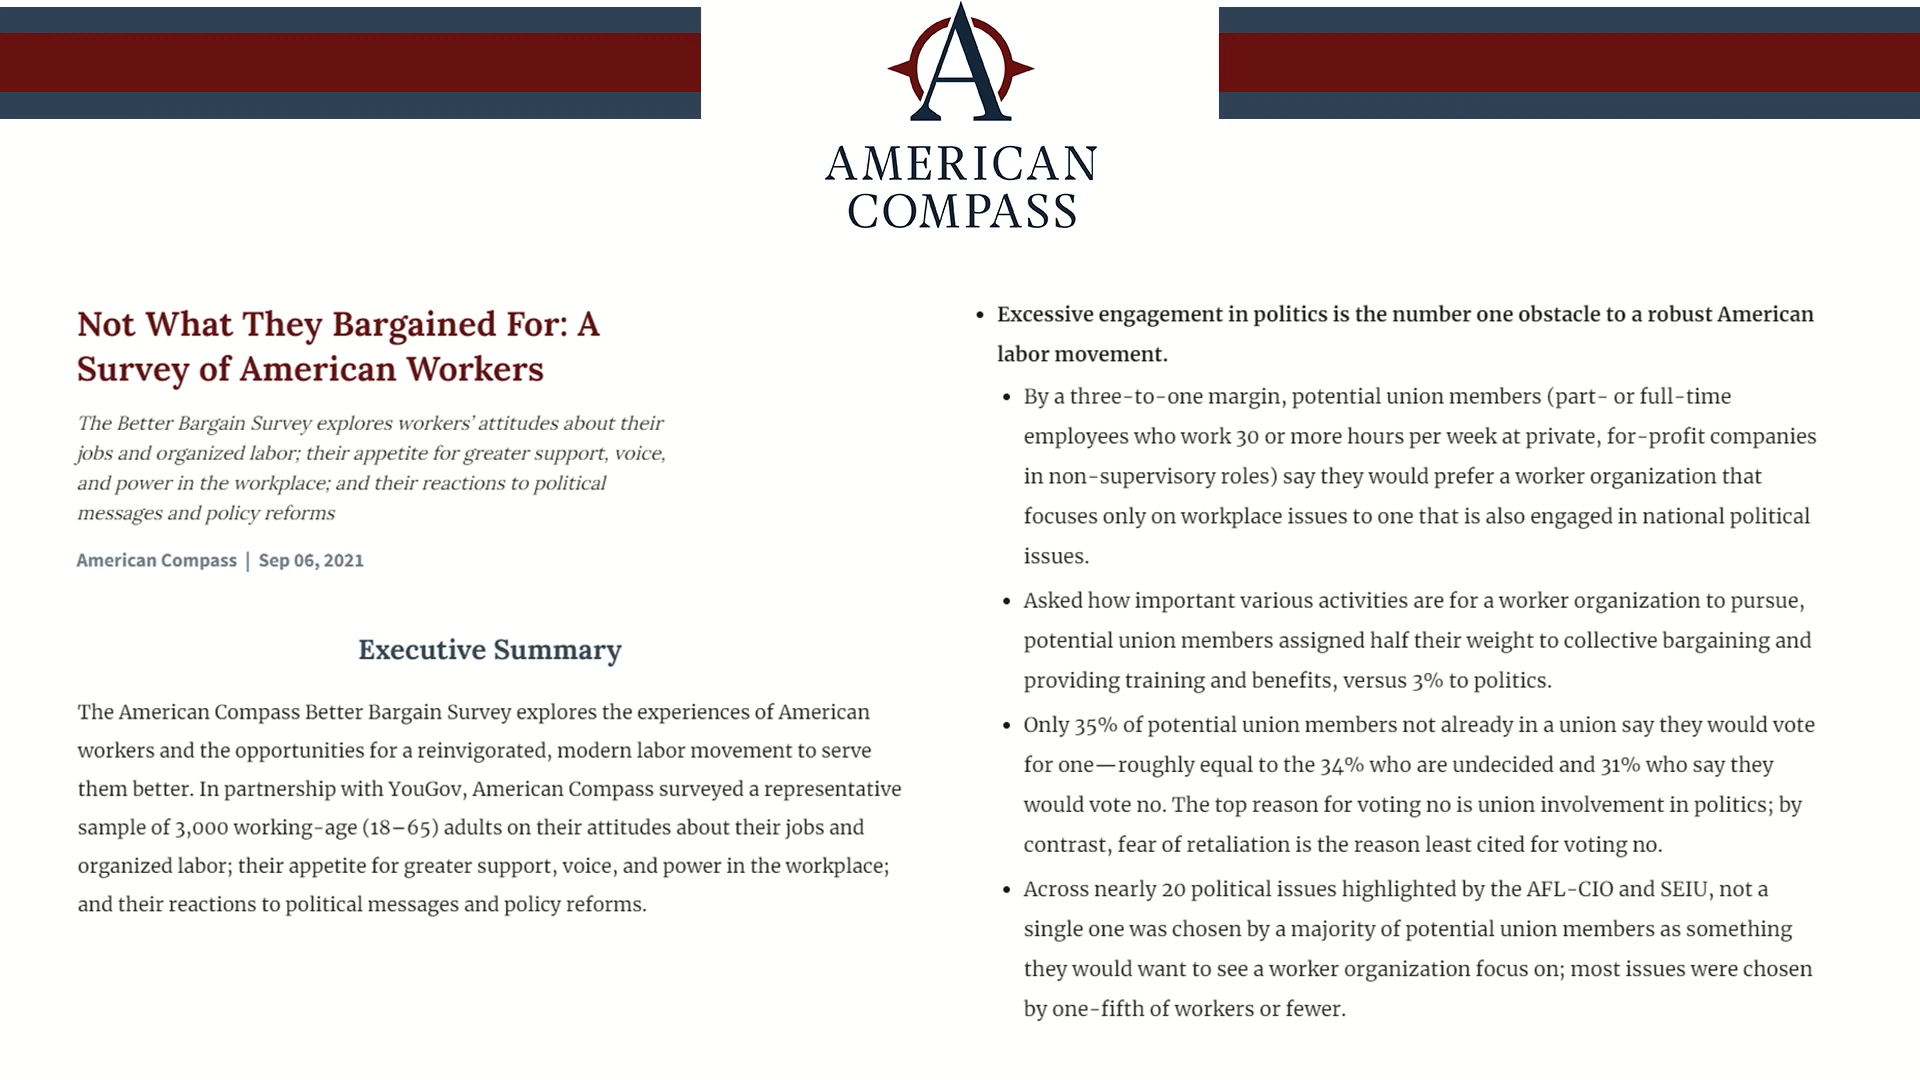 AMERICAN
COMPASS
Not What They Bargained For: A
Survey of American Workers
The Better Bargain Survey explores workers’ attitudes about their
jobs and organized labor; their appetite for greater support, voice,
and power in the workplace; and their reactions to political
messages and policy reforms
American Compass | Sep 06, 2021
Executive Summary
The American Compass Better Bargain Survey explores the experiences of American
workers and the opportunities for a reinvigorated, modern labor movement to serve
them better. In partnership with YouGov, American Compass surveyed a representative
sample of 3,000 working-age (18–65) adults on their attitudes about their jobs and
organized labor; their appetite for greater support, voice, and power in the workplace;
and their reactions to political messages and policy reforms.
• Excessive engagement in politics is the number one obstacle to a robust American
labor movement.
• By a three-to-one margin, potential union members (part- or full-time
employees who work 30 or more hours per week at private, for-profit companies
in non-supervisory roles) say they would prefer a worker organization that
focuses only on workplace issues to one that is also engaged in national political
issues.
• Asked how important various activities are for a worker organization to pursue,
potential union members assigned half their weight to collective bargaining and
providing training and benefits, versus 3% to politics.
• Only 35% of potential union members not already in a union say they would vote
for one—roughly equal to the 34% who are undecided and 31% who say they
would vote no. The top reason for voting no is union involvement in politics; by
contrast, fear of retaliation is the reason least cited for voting no.
• Across nearly 20 political issues highlighted by the AFL-CIO and SEIU, not a
single one was chosen by a majority of potential union members as something
they would want to see a worker organization focus on; most issues were chosen
by one-fifth of workers or fewer.